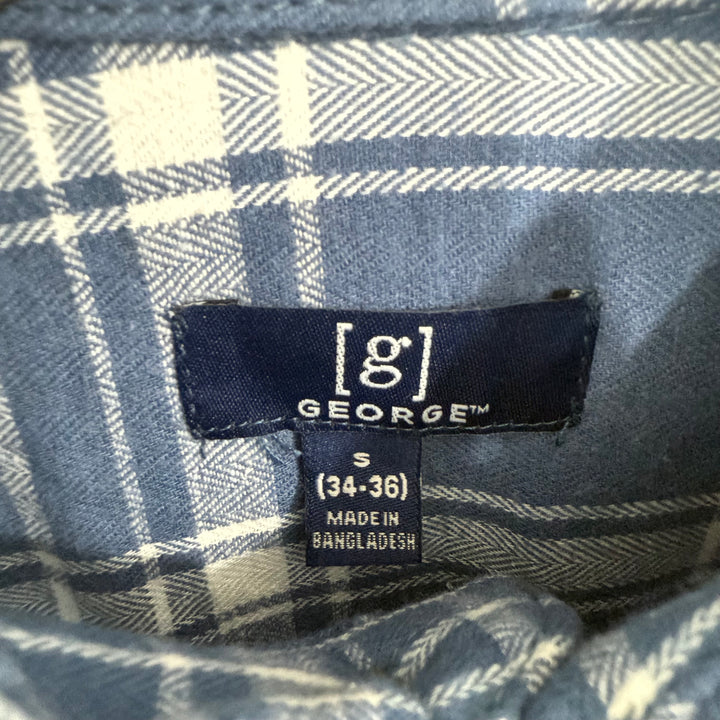 [g]
GEORGE™
S
(34-36)
MADE IN
BANGLADESH